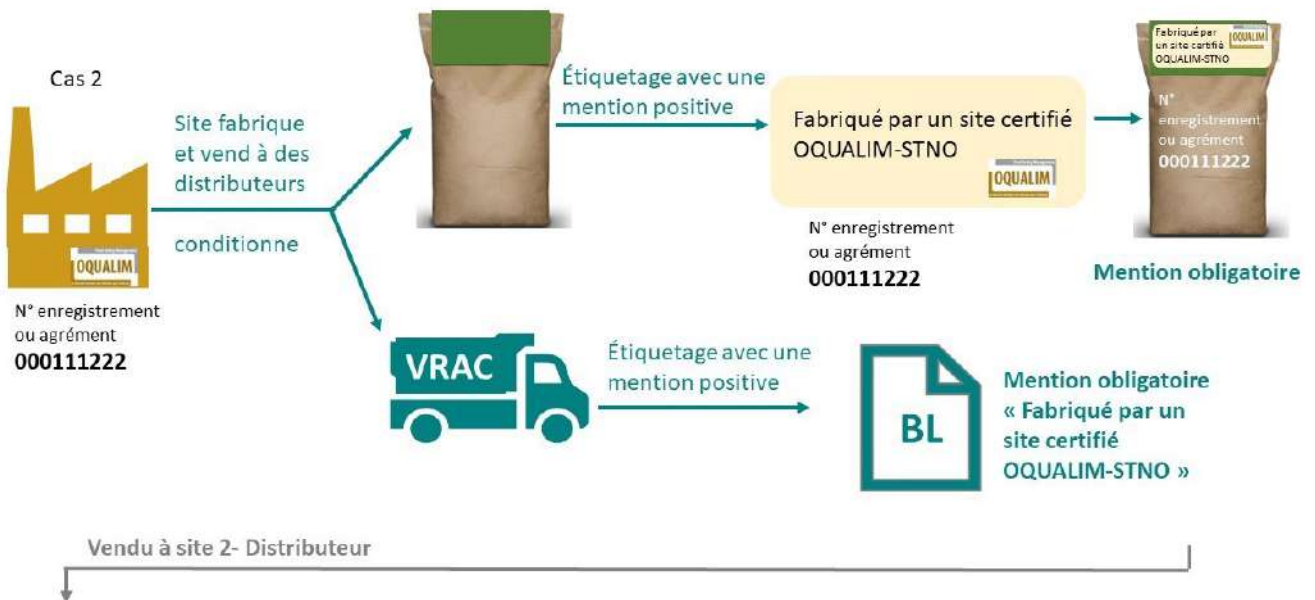 Cas 2
OQUALIM
N° enregistrement
ou agrément
000111222
Site fabrique
et vend à des
distributeurs
conditionne
Étiquetage avec une
mention positive
Fabriqué par un site certifié
OQUALIM-STNO
OQUALIM
N° enregistrement
ou agrément
000111222
Fabriqué par
un site certifié
OQUALIM-STNO
OQUALIM
N°
enregistrement
ou agrément
000111222
Mention obligatoire
VRAC
Étiquetage avec une
mention positive
BL
Mention obligatoire
« Fabriqué par un
site certifié
OQUALIM-STNO »
Vendu à site 2- Distributeur